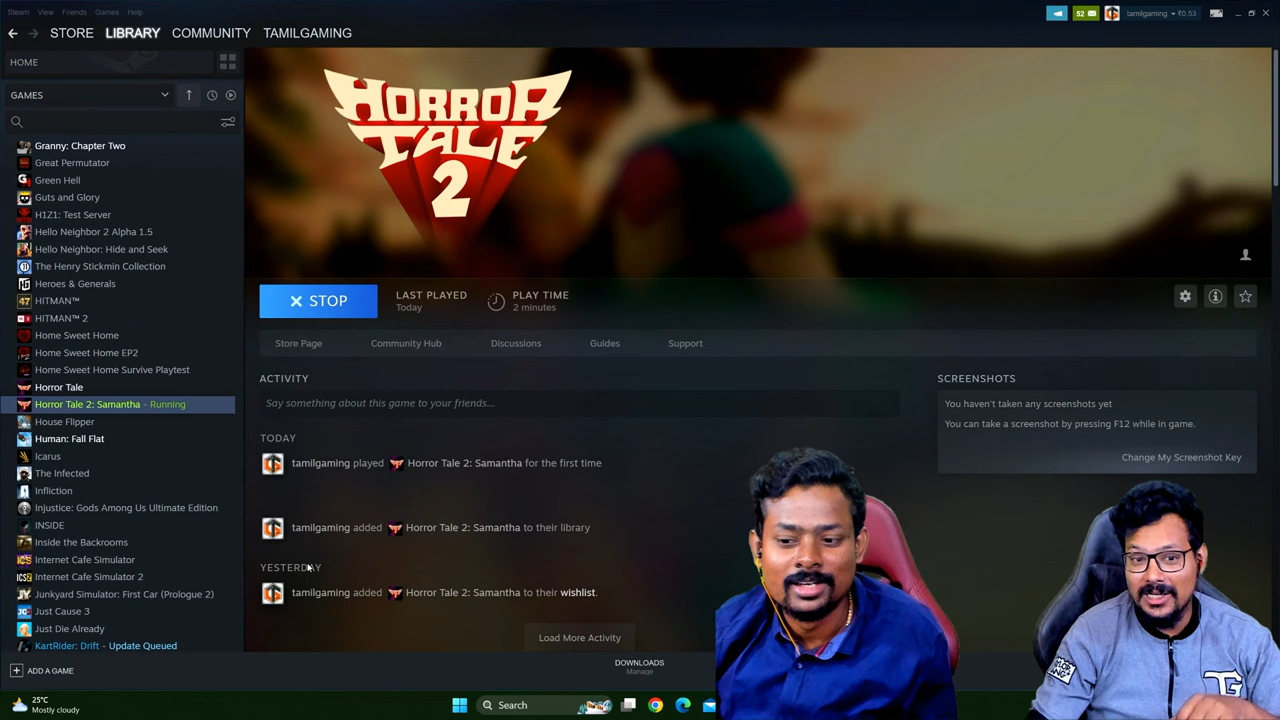 Steam View Friends Games Help
52 tamilgaming ₹0.53
STORE LIBRARY COMMUNITY TAMILGAMING
HOME
GAMES
Granny: Chapter Two
Great Permutator
Green Hell
Guts and Glory
H1Z1: Test Server
Hello Neighbor 2 Alpha 1.5
Hello Neighbor: Hide and Seek
The Henry Stickmin Collection
Heroes & Generals
HITMAN™
HITMAN™ 2
Home Sweet Home
Home Sweet Home EP2
Home Sweet Home Survive Playtest
Horror Tale
Horror Tale 2: Samantha - Running
House Flipper
Human: Fall Flat
Icarus
The Infected
Infliction
Injustice: Gods Among Us Ultimate Edition
INSIDE
Inside the Backrooms
Internet Cafe Simulator
Internet Cafe Simulator 2
Junkyard Simulator: First Car (Prologue 2)
Just Cause 3
Just Die Already
KartRider: Drift - Update Queued
ADD A GAME
HORROR
TALE
2
STOP
LAST PLAYED
Today
PLAY TIME
2 minutes
Store Page Community Hub Discussions Guides Support
ACTIVITY
Say something about this game to your friends...
TODAY
tamilgaming played Horror Tale 2: Samantha for the first time
tamilgaming added Horror Tale 2: Samantha to their library
YESTERDAY
tamilgaming added Horror Tale 2: Samantha to their wishlist.
Load More Activity
SCREENSHOTS
You haven't taken any screenshots yet
You can take a screenshot by pressing F12 while in game.
Change My Screenshot Key
DOWNLOADS
Manage
25°C
Mostly cloudy
Search